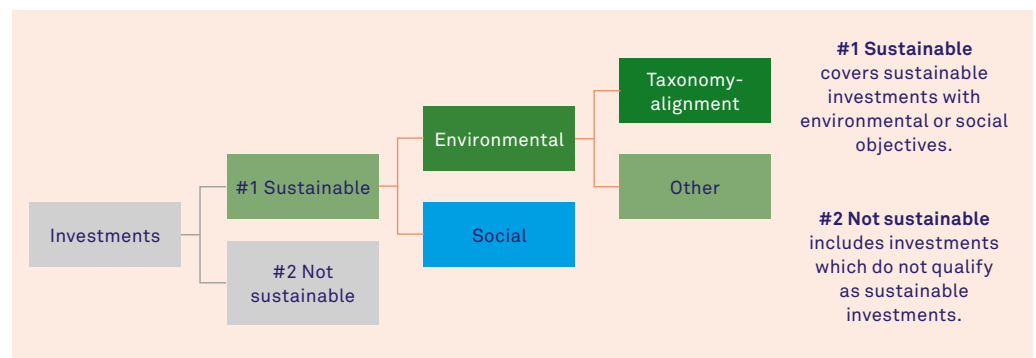 Investments
#1 Sustainable
#2 Not
sustainable
Environmental
Social
Taxonomy-
alignment
Other
#1 Sustainable
covers sustainable
investments with
environmental or social
objectives.
#2 Not sustainable
includes investments
which do not qualify
as sustainable
investments.